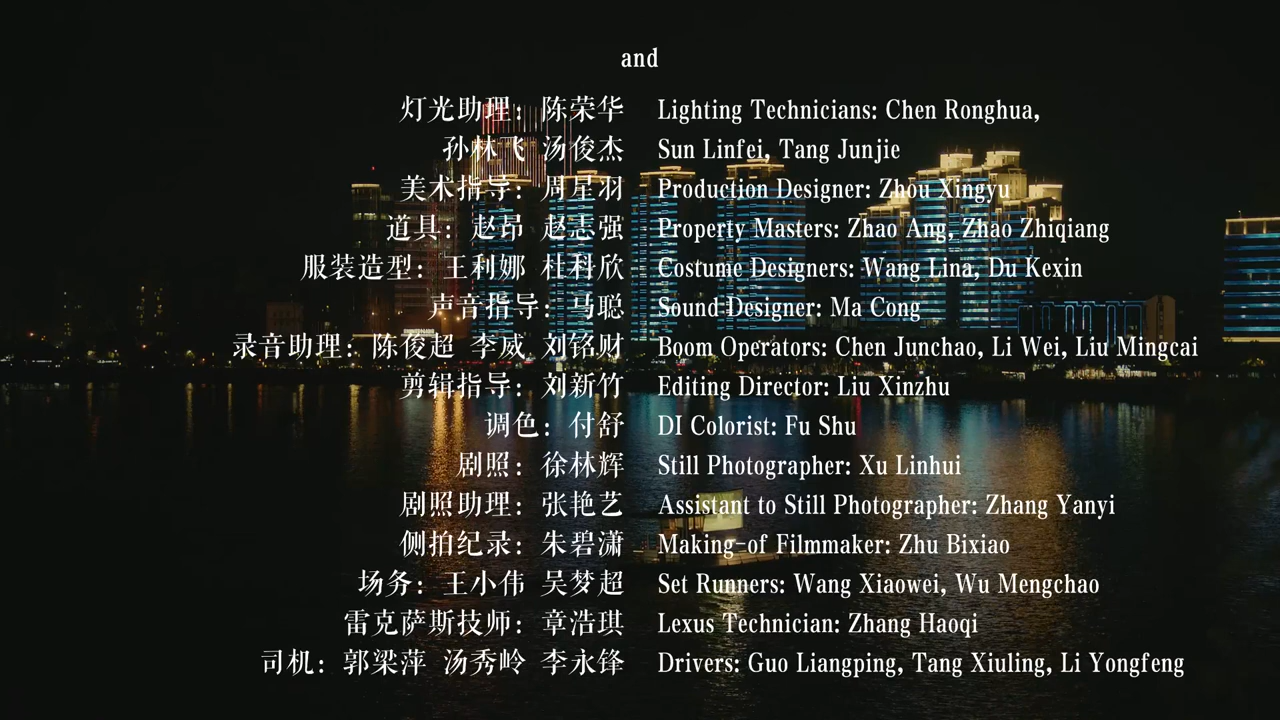 and
灯光助理：陈荣华 Lighting Technicians: Chen Ronghua,
孙林飞 汤俊杰 Sun Linfei, Tang Junjie
美术指导：周星羽 Production Designer: Zhou Xingyu
道具：赵昂 赵志强 Property Masters: Zhao Ang, Zhao Zhiqiang
服装造型：王利娜 杜科欣 Costume Designers: Wang Lina, Du Kexin
声音指导：马聪 Sound Designer: Ma Cong
录音助理：陈俊超 李威 刘铭财 Boom Operators: Chen Junchao, Li Wei, Liu Mingcai
剪辑指导：刘新竹 Editing Director: Liu Xinzhu
调色：付舒 DI Colorist: Fu Shu
剧照：徐林辉 Still Photographer: Xu Linhui
剧照助理：张艳艺 Assistant to Still Photographer: Zhang Yanyi
侧拍纪录：朱碧潇 Making-of Filmmaker: Zhu Bixiao
场务：王小伟 吴梦超 Set Runners: Wang Xiaowei, Wu Mengchao
雷克萨斯技师：章浩琪 Lexus Technician: Zhang Haoqi
司机：郭梁萍 汤秀岭 李永锋 Drivers: Guo Liangping, Tang Xiuling, Li Yongfeng